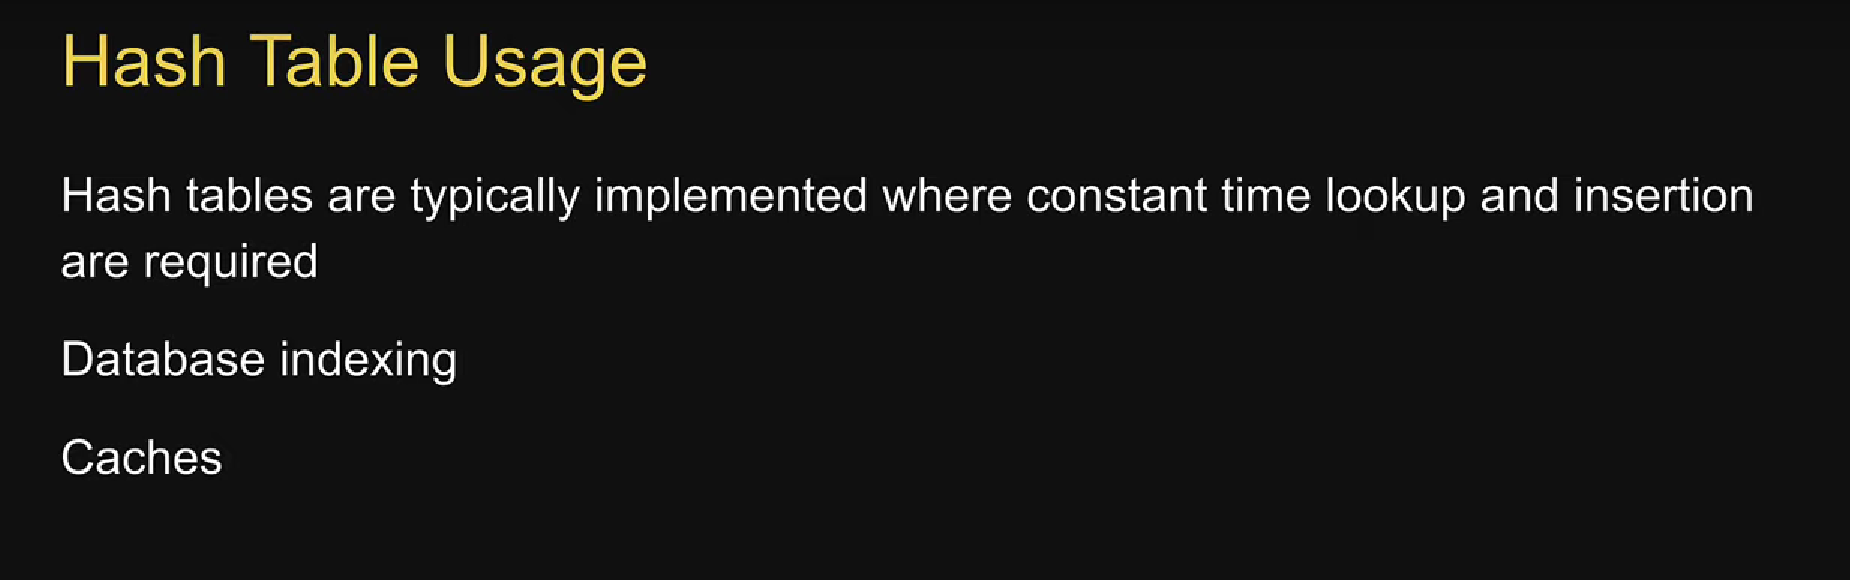 Hash Table Usage
Hash tables are typically implemented where constant time lookup and insertion
are required
Database indexing
Caches